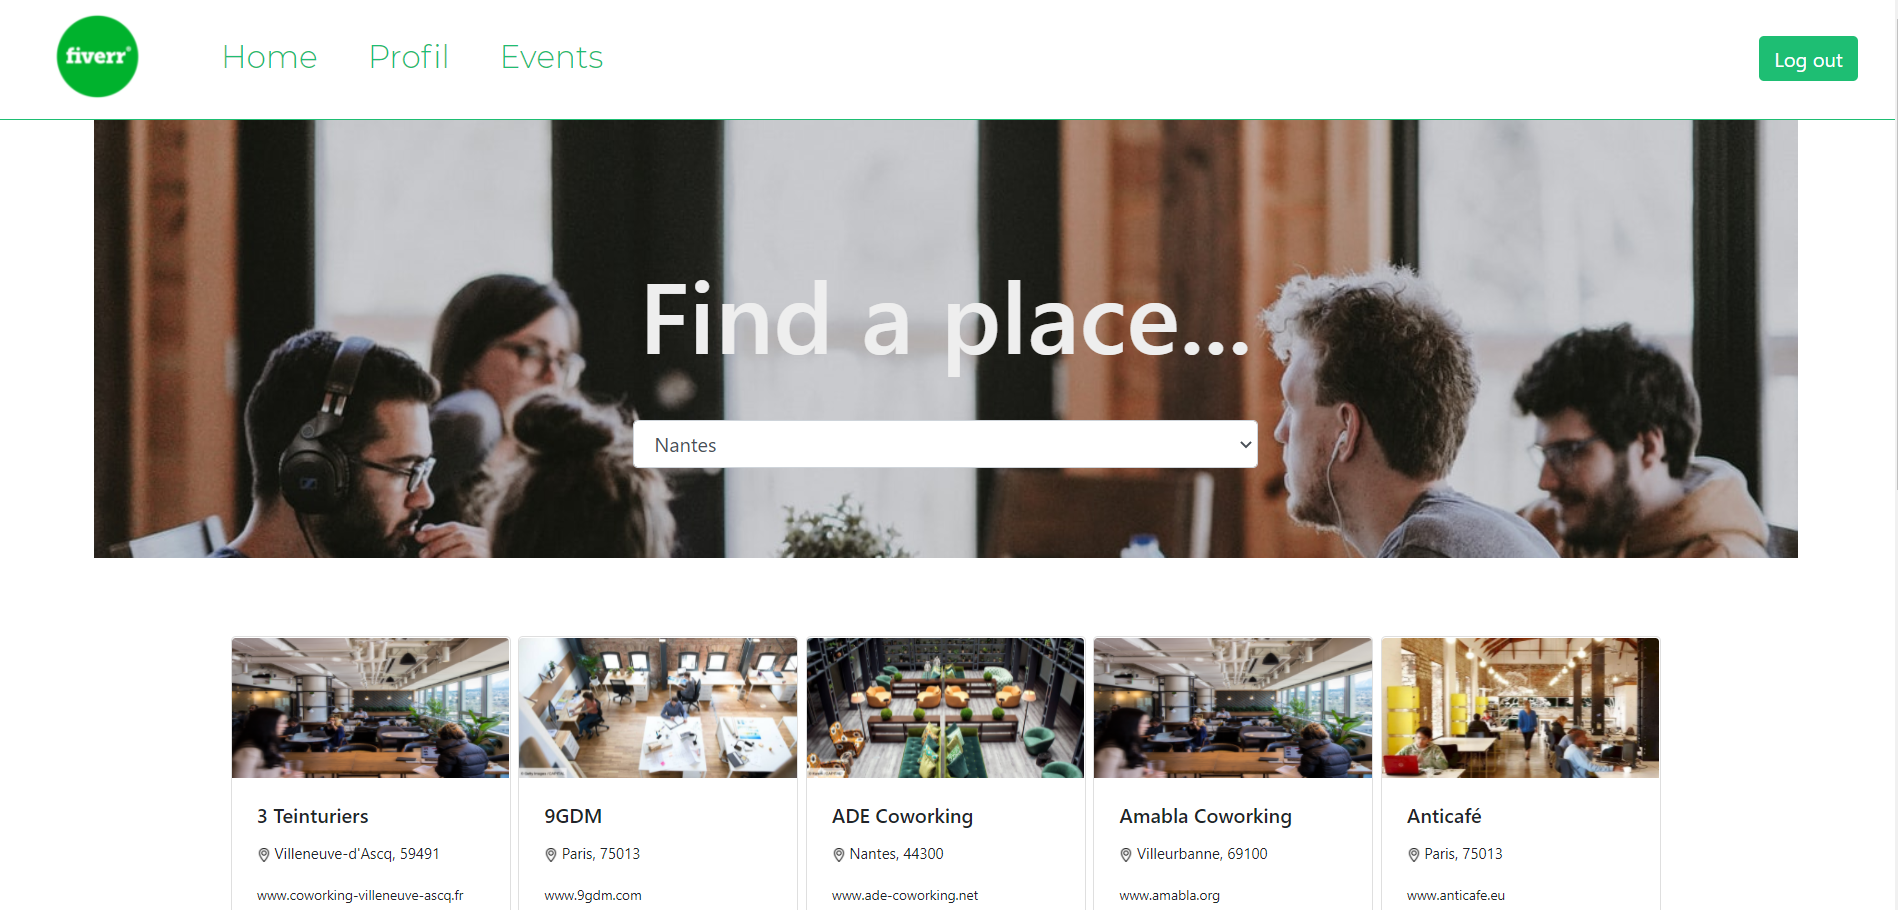 fiverr®
Home Profil Events
Log out
Find a place...
Nantes
3 Teinturiers
Villeneuve-d'Ascq, 59491
www.coworking-villeneuve-ascq.fr
9GDM
Paris, 75013
www.9gdm.com
ADE Coworking
Nantes, 44300
www.ade-coworking.net
Amabla Coworking
Villeurbanne, 69100
www.amabla.org
Anticafé
Paris, 75013
www.anticafe.eu